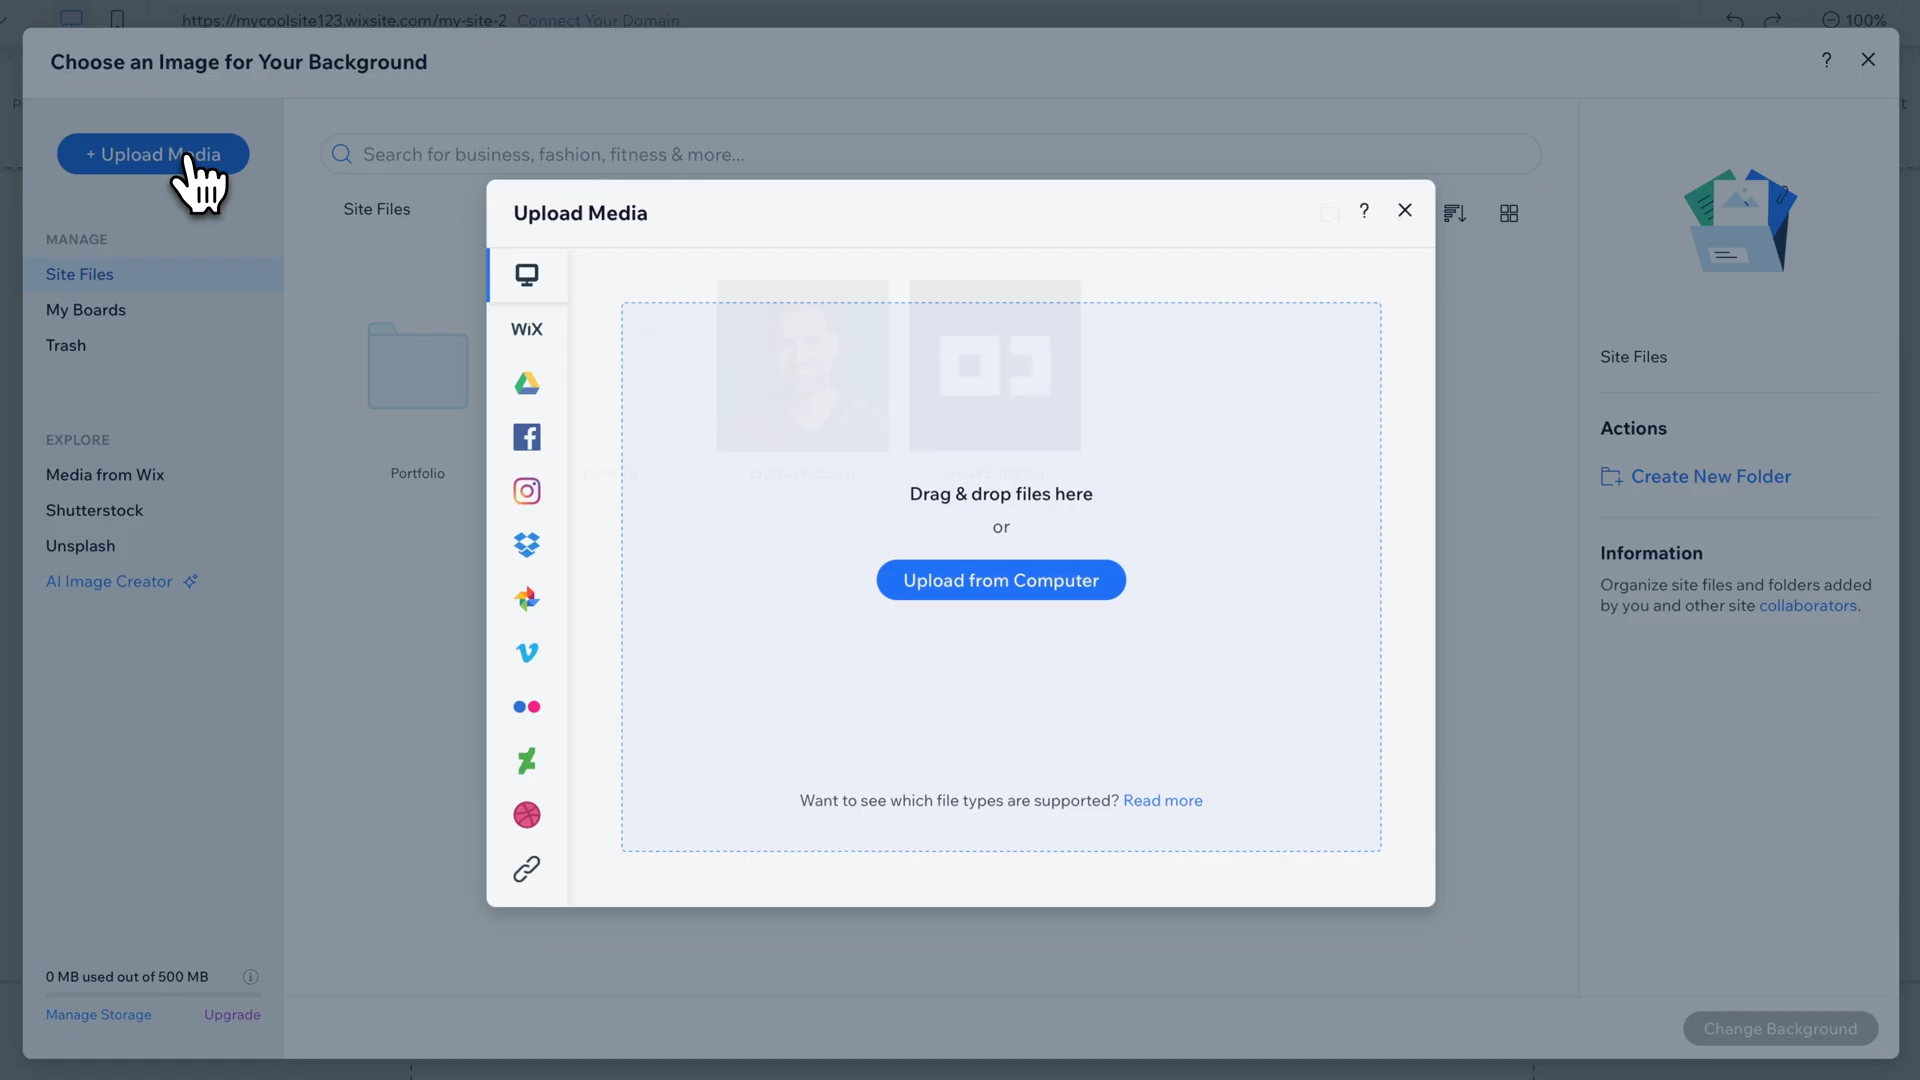 https://mycoolsite123.wixsite.com/my-site-2 Connect Your Domain
100%
Choose an Image for Your Background
?
+ Upload Media
Search for business, fashion, fitness & more...
Site Files
Upload Media
?
MANAGE
Site Files
My Boards
Trash
WiX
EXPLORE
Media from Wix
Shutterstock
Unsplash
AI Image Creator
Portfolio
Drag & drop files here
or
Upload from Computer
Want to see which file types are supported? Read more
Site Files
Actions
Create New Folder
Information
Organize site files and folders added
by you and other site collaborators.
0 MB used out of 500 MB
Manage Storage
Upgrade
Change Background